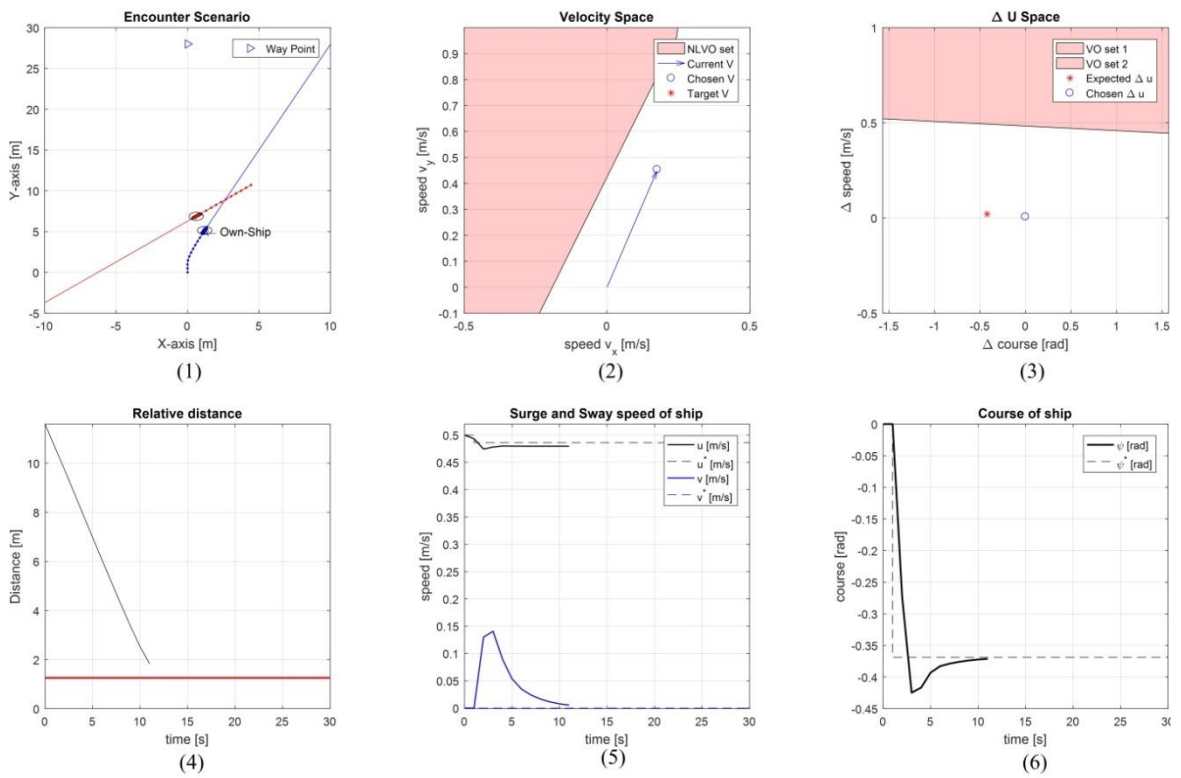 Encounter Scenario
30
25
20
15
10
5
0
-5
Y-axis [m]
-10
-5
0
5
10
X-axis [m]
Way Point
Own-Ship
(1)
Velocity Space
0.9
0.8
0.7
0.6
0.5
0.4
0.3
0.2
0.1
0
-0.1
speed v_y [m/s]
-0.5
0
0.5
speed v_x [m/s]
NLVO set
Current V
Chosen V
Target V
(2)
Δ U Space
1
0.5
0
-0.5
Δ speed [m/s]
-1.5
-1
-0.5
0
0.5
1
1.5
Δ course [rad]
VO set 1
VO set 2
Expected Δ u
Chosen Δ u
(3)
Relative distance
10
8
6
4
2
0
Distance [m]
0
5
10
15
20
25
30
time [s]
(4)
Surge and Sway speed of ship
0.5
0.45
0.4
0.35
0.3
0.25
0.2
0.15
0.1
0.05
0
speed [m/s]
0
5
10
15
20
25
30
time [s]
u [m/s]
u* [m/s]
v [m/s]
v* [m/s]
(5)
Course of ship
0
-0.05
-0.1
-0.15
-0.2
-0.25
-0.3
-0.35
-0.4
-0.45
course [rad]
0
5
10
15
20
25
30
time [s]
ψ [rad]
ψ* [rad]
(6)